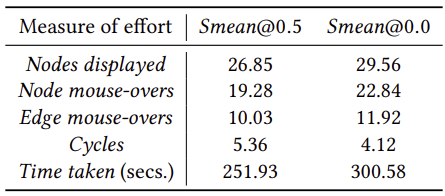 Measure of effort Smean@0.5 Smean@0.0
Nodes displayed 26.85 29.56
Node mouse-overs 19.28 22.84
Edge mouse-overs 10.03 11.92
Cycles 5.36 4.12
Time taken (secs.) 251.93 300.58